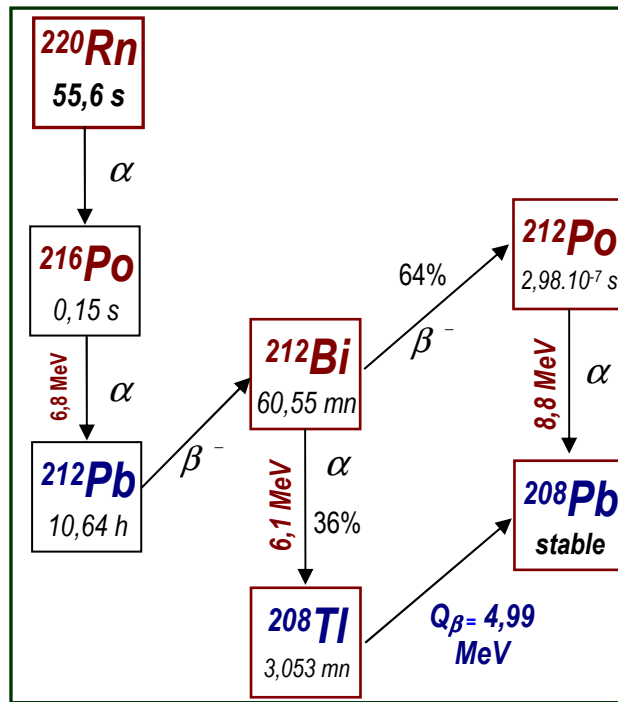 ²²⁰Rn
55,6 s
α
²¹⁶Po
0,15 s
6,8 MeV
α
²¹²Pb
10,64 h
β⁻
²¹²Bi
60,55 mn
64%
β⁻
²¹²Po
2,98.10⁻⁷ s
8,8 MeV
α
6,1 MeV
α
36%
²⁰⁸Pb
stable
²⁰⁸Tl
3,053 mn
Qᵦ₌ 4,99
MeV